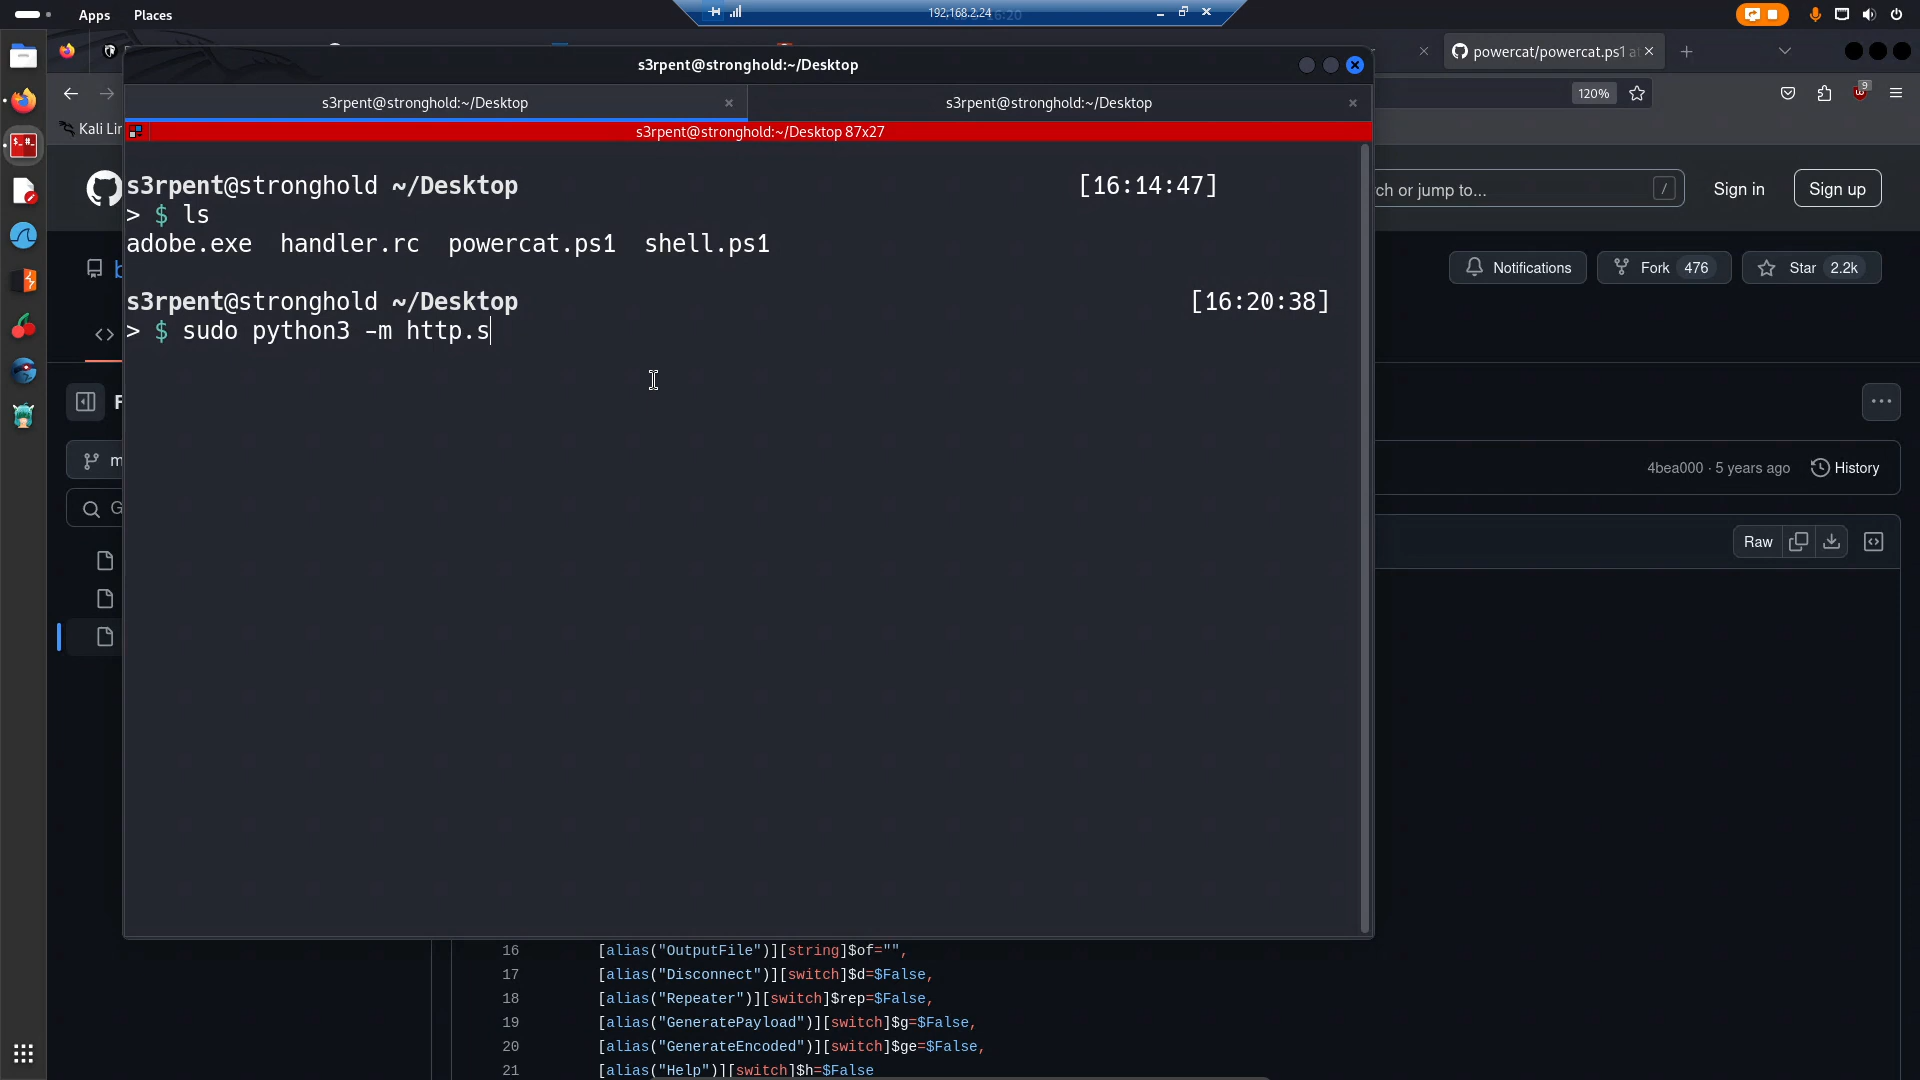 Apps Places
192.168.2.24
powercat/powercat.ps1 a
s3rpent@stronghold:~/Desktop
s3rpent@stronghold:~/Desktop
s3rpent@stronghold:~/Desktop
120%
9
Kali Lin
s3rpent@stronghold:~/Desktop 87x27
s3rpent@stronghold ~/Desktop [16:14:47]
> $ ls
adobe.exe handler.rc powercat.ps1 shell.ps1
s3rpent@stronghold ~/Desktop [16:20:38]
> $ sudo python3 -m http.s
ch or jump to... /
Sign in
Sign up
Notifications
Fork 476
Star 2.2k
4bea000 · 5 years ago
History
Raw
16 [alias("OutputFile")][string]$of="",
17 [alias("Disconnect")][switch]$d=$False,
18 [alias("Repeater")][switch]$rep=$False,
19 [alias("GeneratePayload")][switch]$g=$False,
20 [alias("GenerateEncoded")][switch]$ge=$False,
21 [alias("Help")][switch]$h=$False